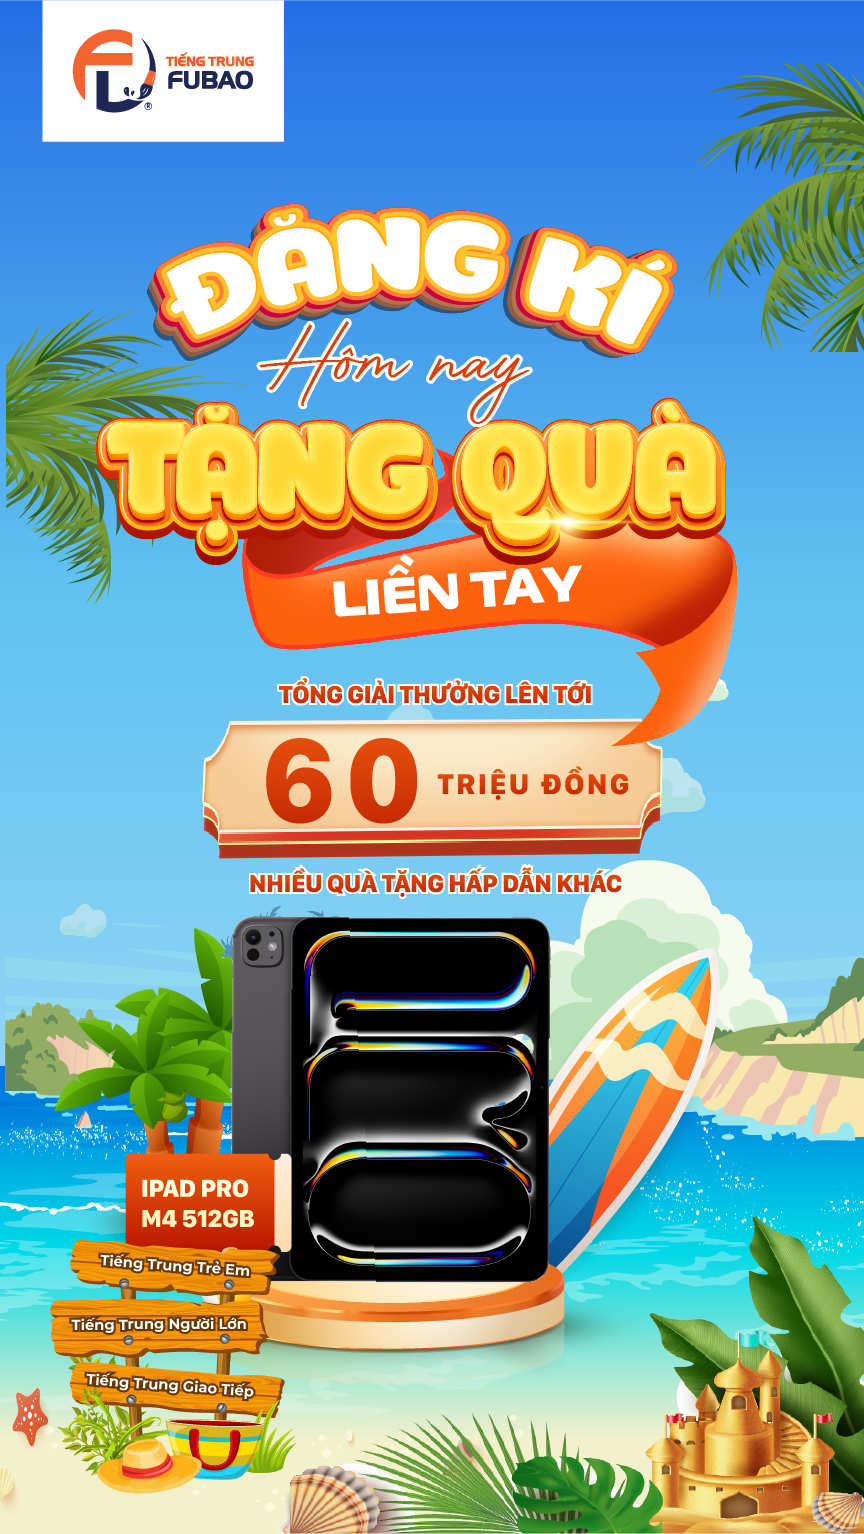 TIẾNG TRUNG
FUBAO
®
ĐĂNG KÍ
Hôm nay
TẶNG QUÀ
LIỀN TAY
TỔNG GIẢI THƯỞNG LÊN TỚI
60 TRIỆU ĐỒNG
NHIỀU QUÀ TẶNG HẤP DẪN KHÁC
IPAD PRO
M4 512GB
Tiếng Trung Trẻ Em
Tiếng Trung Người Lớn
Tiếng Trung Giao Tiếp